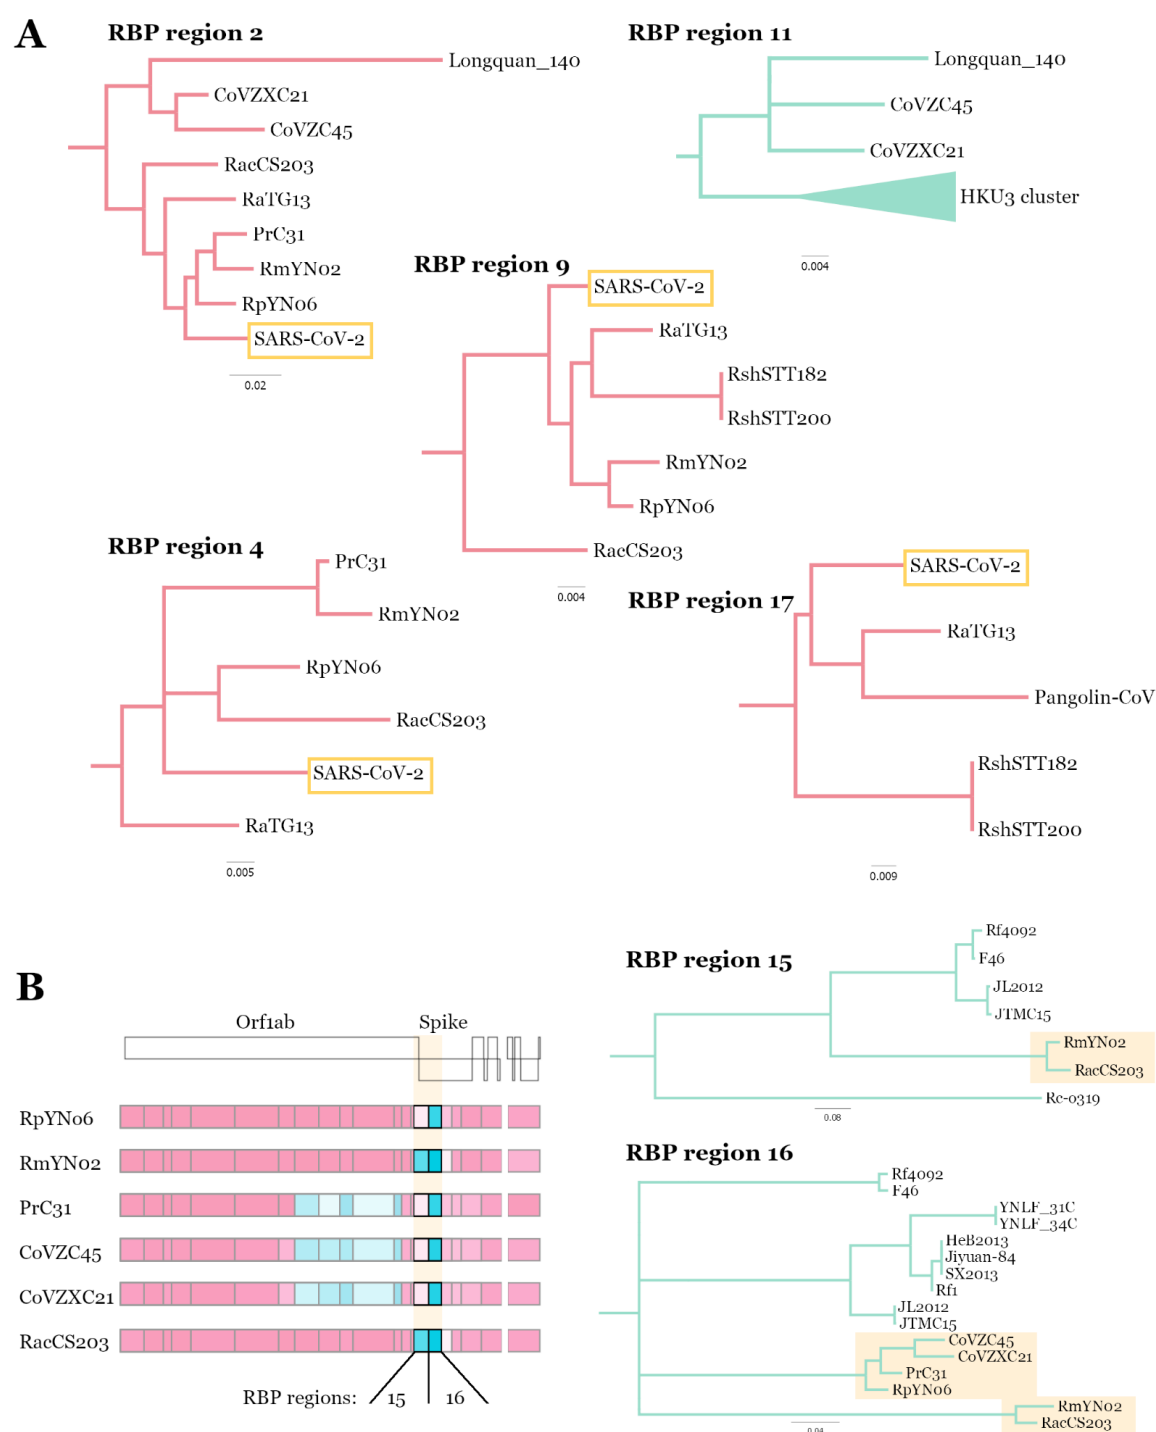 A
RBP region 2
Longquan_140
CoVZXC21
CoVZC45
RacCS203
RaTG13
PrC31
RmYN02
RpYN06
SARS-CoV-2
0.02
RBP region 11
Longquan_140
CoVZC45
CoVZXC21
HKU3 cluster
0.004
RBP region 9
SARS-CoV-2
RaTG13
RshSTT182
RshSTT200
RmYN02
RpYN06
RacCS203
0.004
RBP region 4
PrC31
RmYN02
RpYN06
RacCS203
SARS-CoV-2
RaTG13
0.005
RBP region 17
SARS-CoV-2
RaTG13
Pangolin-CoV
RshSTT182
RshSTT200
0.009
B
Orf1ab Spike
RpYN06
RmYN02
PrC31
CoVZC45
CoVZXC21
RacCS203
RBP regions: 15 16
RBP region 15
Rf4092
F46
JL2012
JTMC15
RmYN02
RacCS203
Rc-0319
0.08
RBP region 16
Rf4092
F46
YNLF_31C
YNLF_34C
HeB2013
Jiyuan-84
SX2013
Rf1
JL2012
JTMC15
CoVZC45
CoVZXC21
PrC31
RpYN06
RmYN02
RacCS203
0.04